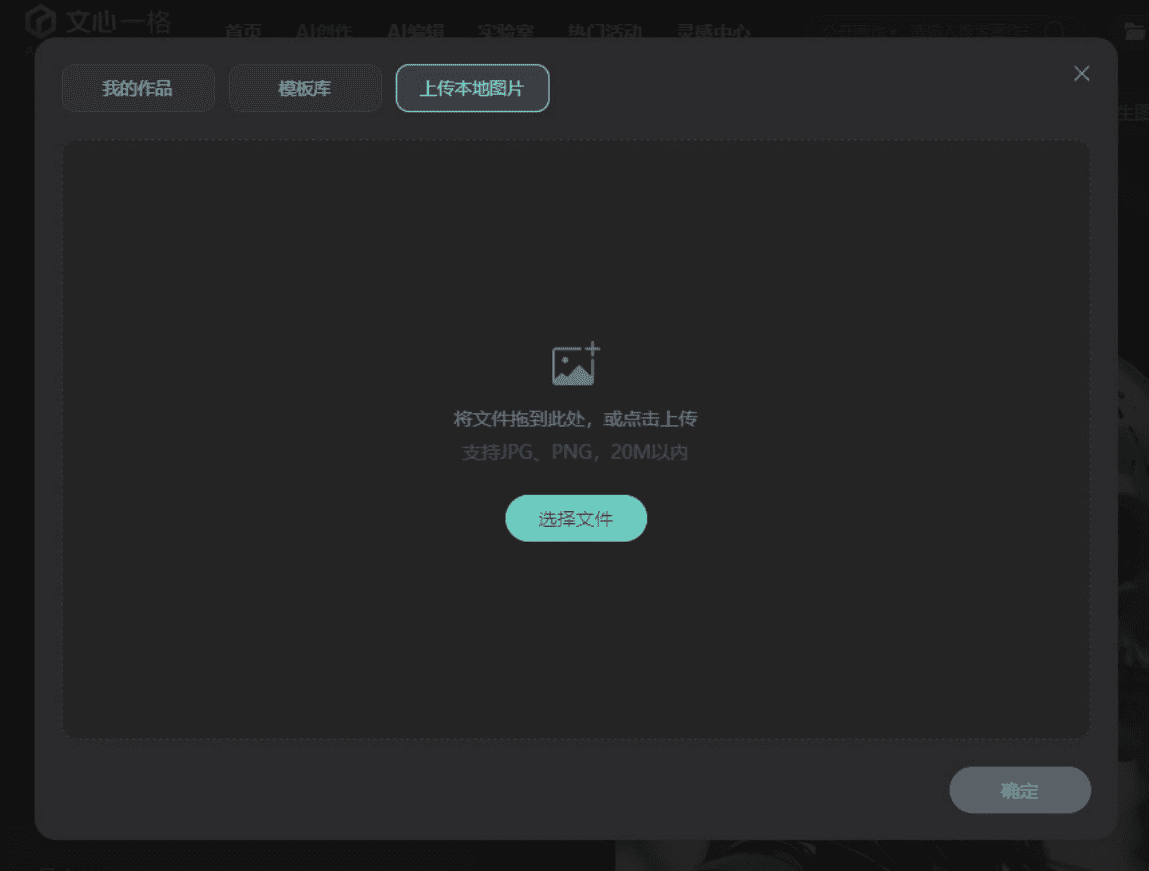 文心一格
首页 AI创作 AI编辑 实验室 热门活动 灵感中心
我的作品 模板库 上传本地图片
生图
将文件拖到此处，或点击上传
支持JPG、PNG，20M以内
选择文件
确定